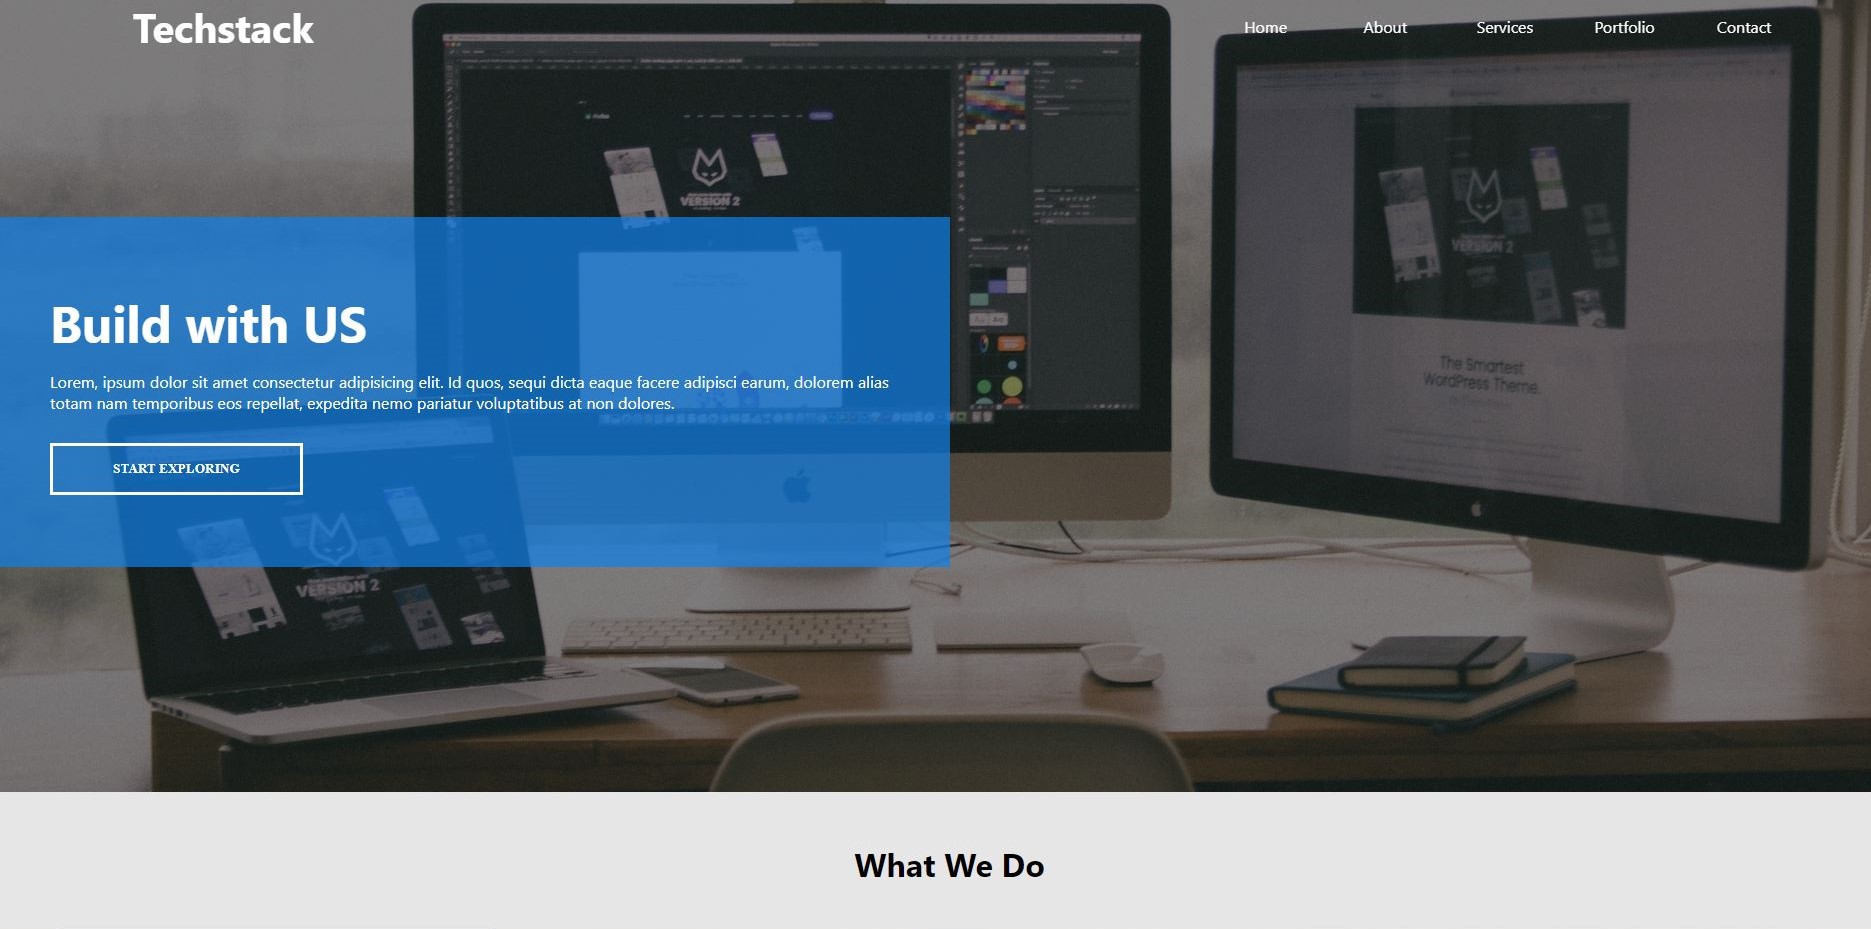 Techstack
Home About Services Portfolio Contact
VERSION 2
VERSION 2
Build with US
The Smartest
WordPress Theme.
Lorem, ipsum dolor sit amet consectetur adipisicing elit. Id quos, sequi dicta eaque facere adipisci earum, dolorem alias
totam nam temporibus eos repellat, expedita nemo pariatur voluptatibus at non dolores.
START EXPLORING
VERSION 2
What We Do